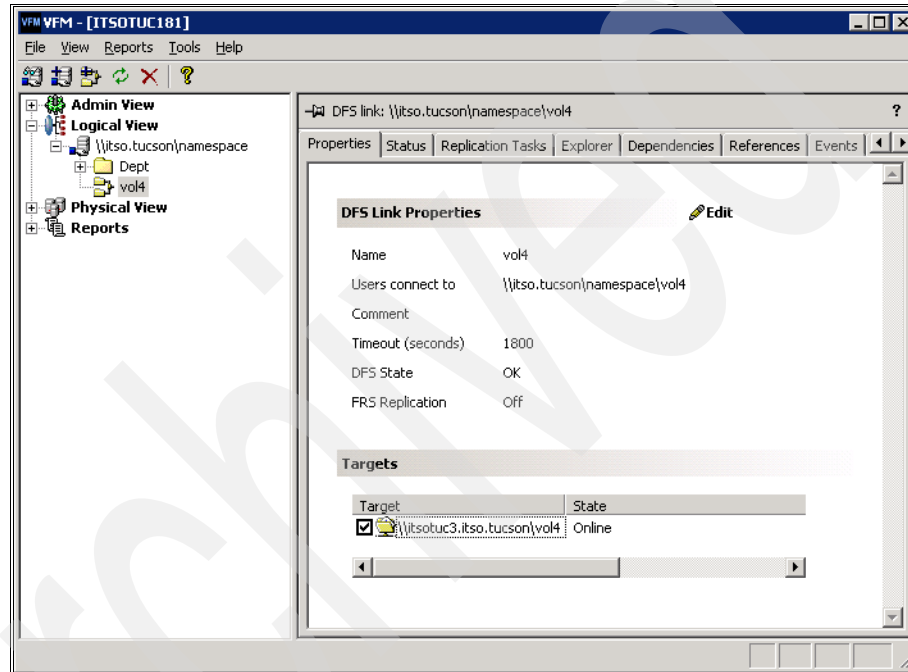 VFM VFM - [ITSOTUC181]
File View Reports Tools Help
?
Admin View
Logical View
\\itso.tucson\namespace
Dept
vol4
Physical View
Reports
DFS link: \\itso.tucson\namespace\vol4 ?
Properties Status Replication Tasks Explorer Dependencies References Events
DFS Link Properties Edit
Name vol4
Users connect to \\itso.tucson\namespace\vol4
Comment
Timeout (seconds) 1800
DFS State OK
FRS Replication Off
Targets
Target State
\\itsotuc3.itso.tucson\vol4 Online